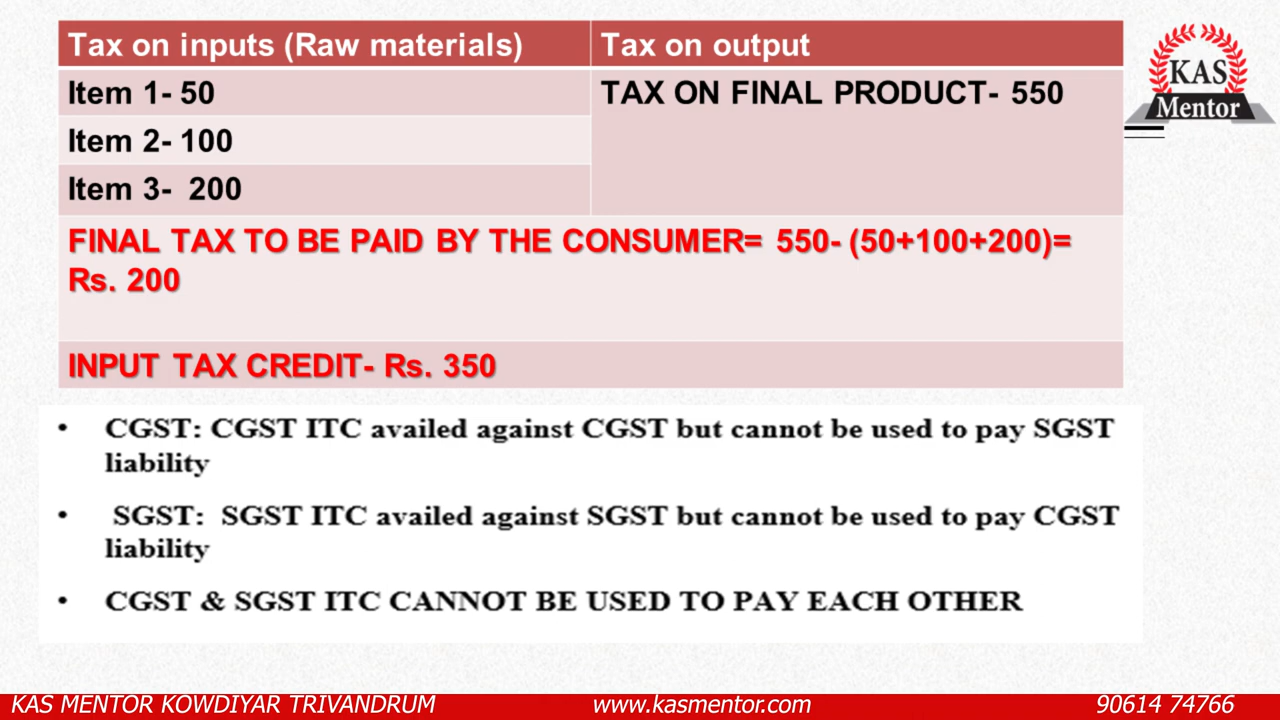 Tax on inputs (Raw materials)
Tax on output
Item 1- 50
TAX ON FINAL PRODUCT- 550
Item 2- 100
Item 3-  200
FINAL TAX TO BE PAID BY THE CONSUMER= 550- (50+100+200)=
Rs. 200
INPUT TAX CREDIT- Rs. 350
• CGST: CGST ITC availed against CGST but cannot be used to pay SGST
liability
• SGST: SGST ITC availed against SGST but cannot be used to pay CGST
liability
• CGST & SGST ITC CANNOT BE USED TO PAY EACH OTHER
KAS
Mentor
KAS MENTOR KOWDIYAR TRIVANDRUM
www.kasmentor.com
90614 74766